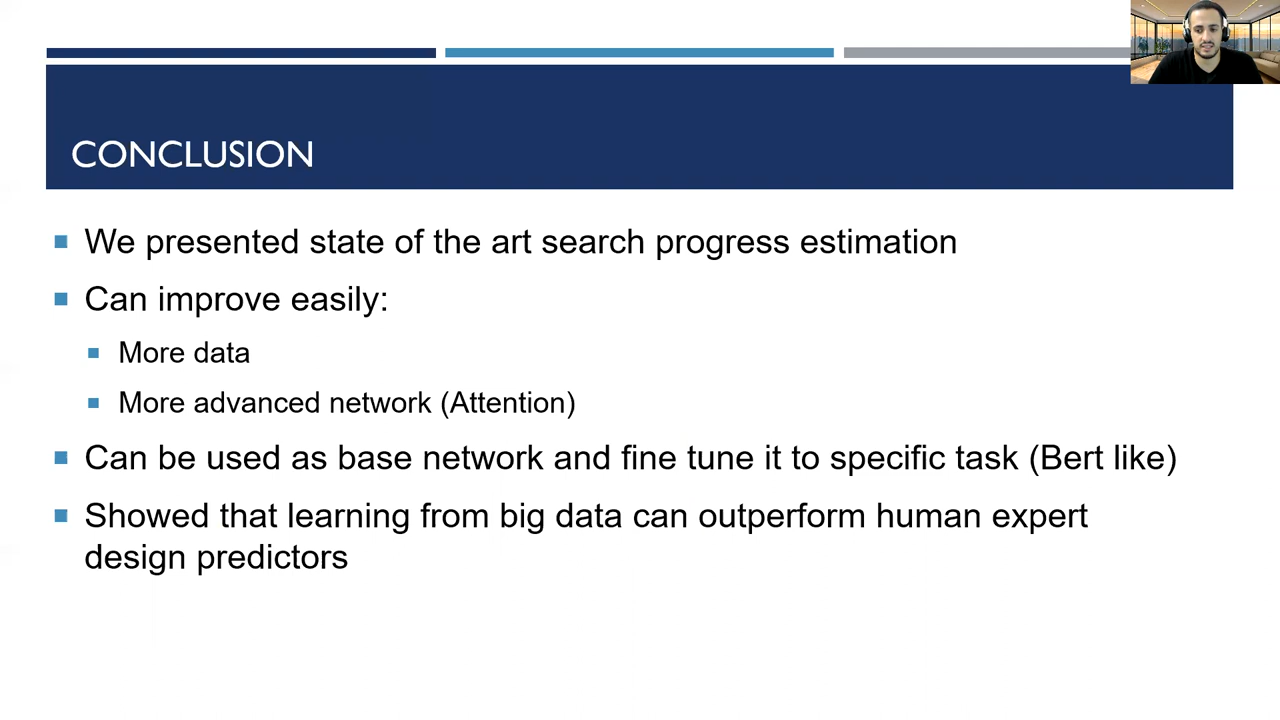 CONCLUSION
We presented state of the art search progress estimation
Can improve easily:
More data
More advanced network (Attention)
Can be used as base network and fine tune it to specific task (Bert like)
Showed that learning from big data can outperform human expert
design predictors